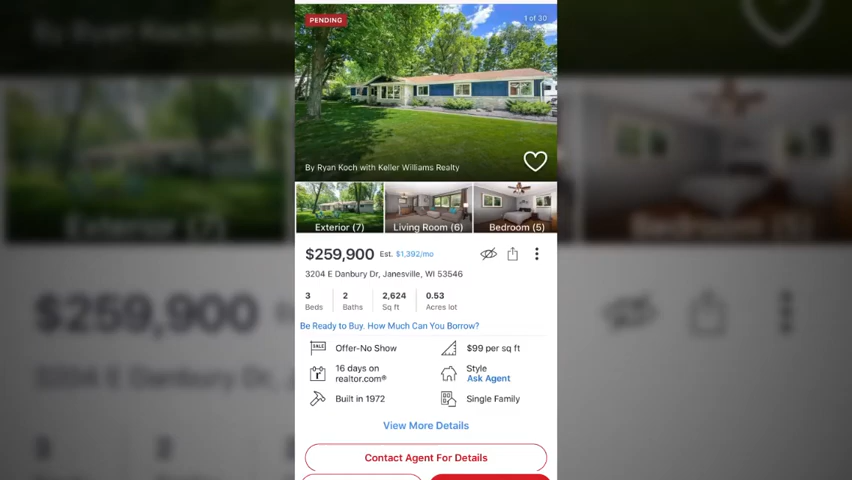 PENDING
1 of 30
By Ryan Koch with Keller Williams Realty
Exterior (7)
Living Room (6)
Bedroom (5)
$259,900 Est. $1,392/mo
3204 E Danbury Dr, Janesville, WI 53546
3 2 2,624 0.53
Beds Baths Sq ft Acres lot
Be Ready to Buy. How Much Can You Borrow?
SALE Offer-No Show
$99 per sq ft
16 days on
realtor.com®
Style
Ask Agent
Built in 1972
Single Family
View More Details
Contact Agent For Details